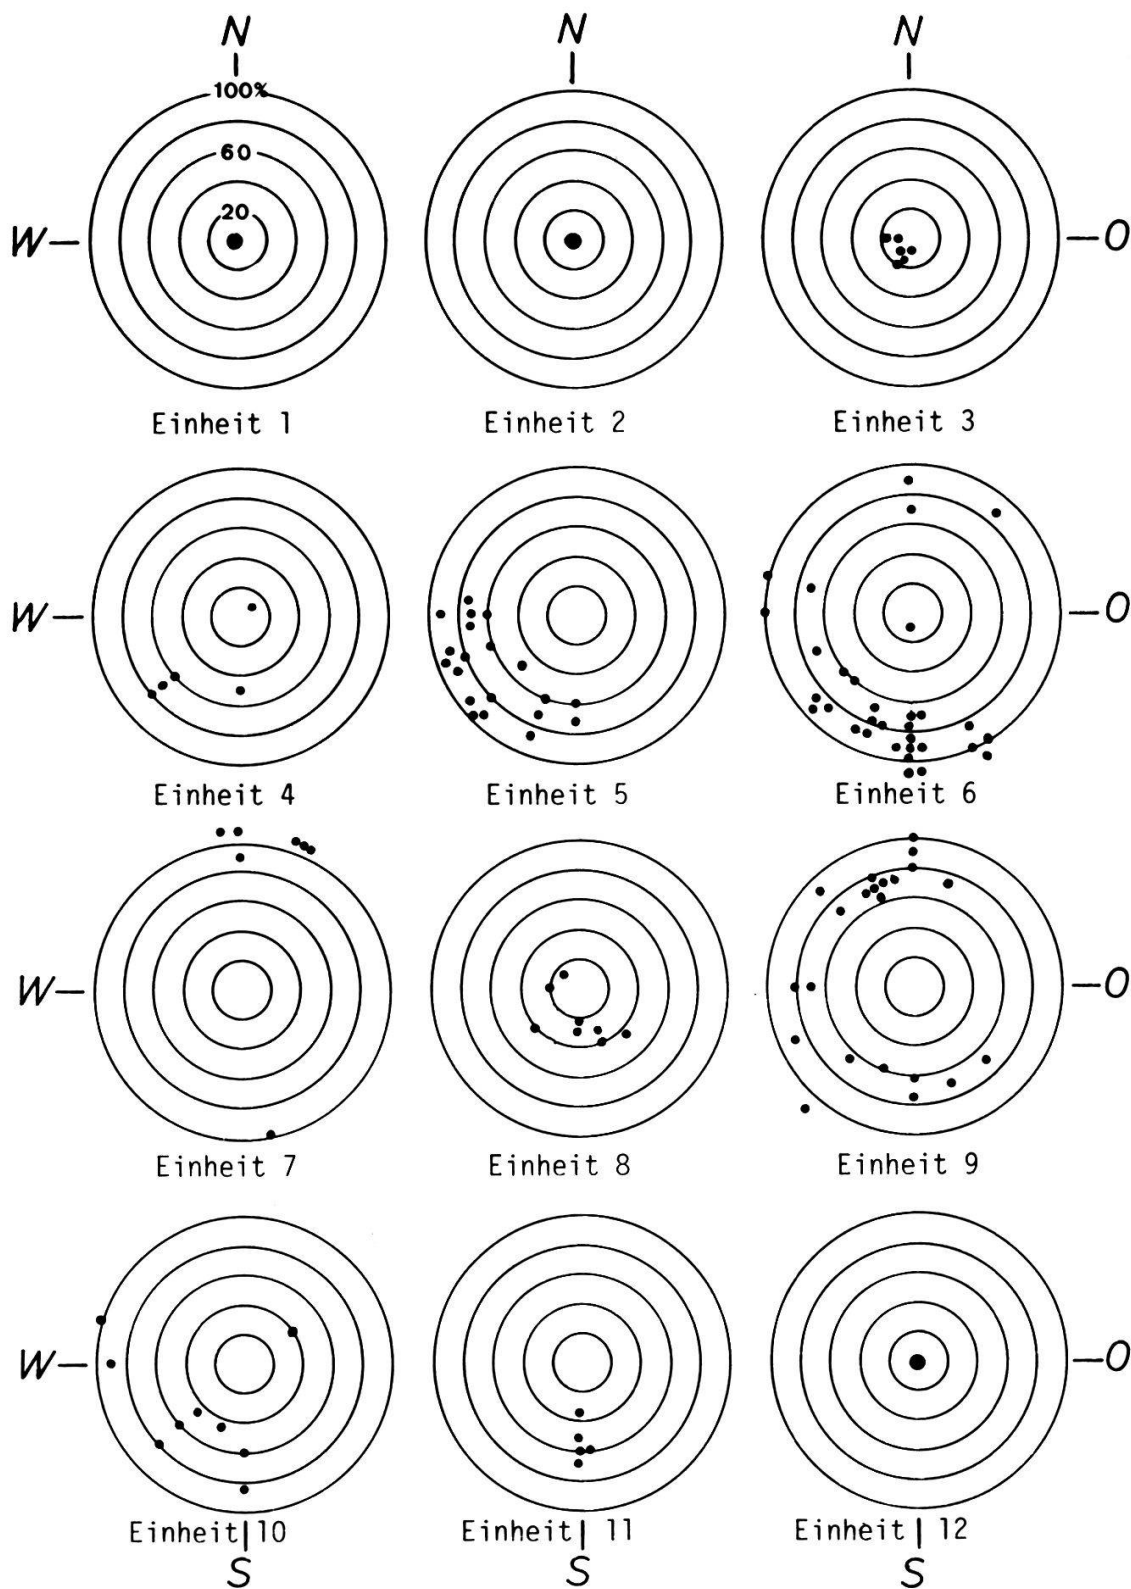 N N N
100%
60
20
W O
Einheit 1 Einheit 2 Einheit 3
W O
Einheit 4 Einheit 5 Einheit 6
W O
Einheit 7 Einheit 8 Einheit 9
W O
Einheit 10 Einheit 11 Einheit 12
S S S